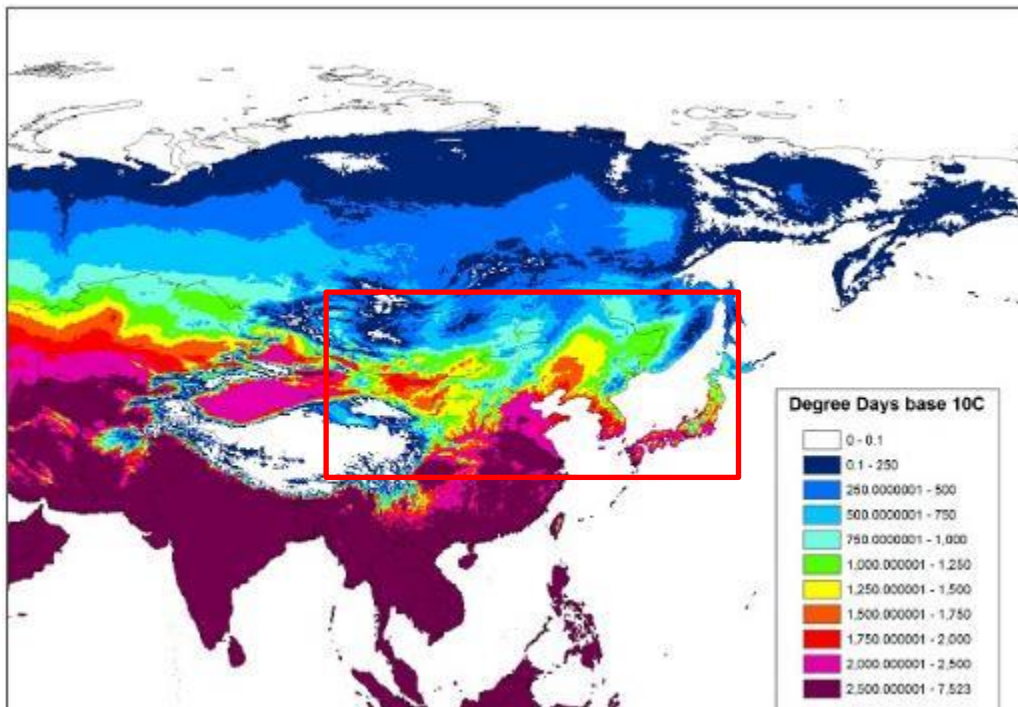 Degree Days base 10C
0 - 0.1
0.1 - 250
250.0000001 - 500
500.0000001 - 750
750.0000001 - 1,000
1,000.000001 - 1,250
1,250.000001 - 1,500
1,500.000001 - 1,750
1,750.000001 - 2,000
2,000.000001 - 2,500
2,500.000001 - 7,523